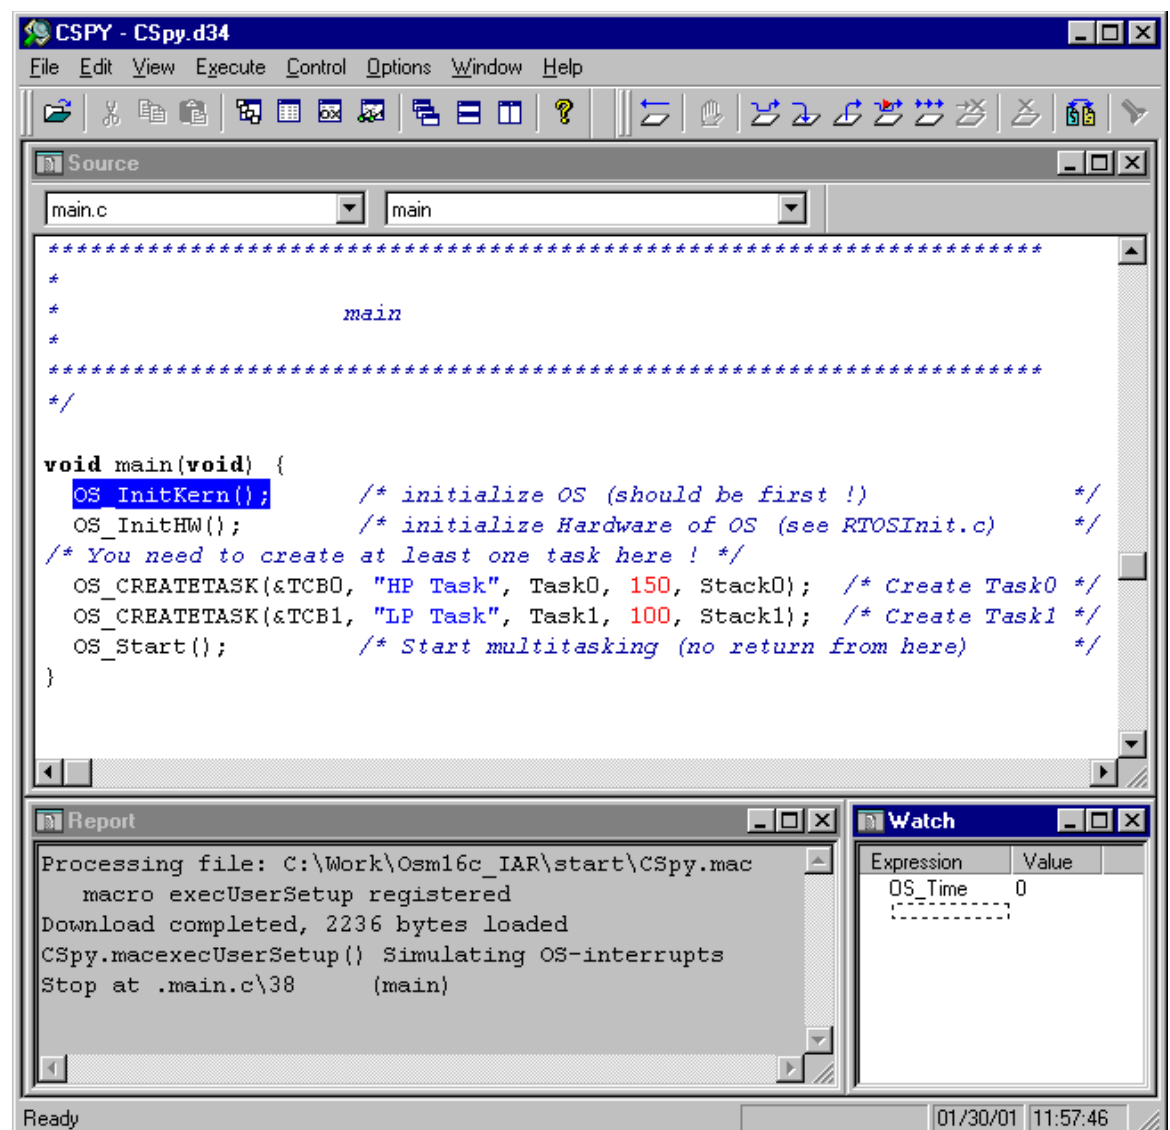 CSPY - CSpy.d34
File Edit View Execute Control Options Window Help
Source
main.c main
**********************************************************************
*
* main
*
**********************************************************************
*/
void main(void) {
OS_InitKern(); /* initialize OS (should be first !) */
OS_InitHW(); /* initialize Hardware of OS (see RTOSInit.c) */
/* You need to create at least one task here ! */
OS_CREATETASK(&TCB0, "HP Task", Task0, 150, Stack0); /* Create Task0 */
OS_CREATETASK(&TCB1, "LP Task", Task1, 100, Stack1); /* Create Task1 */
OS_Start(); /* Start multitasking (no return from here) */
}
Report
Processing file: C:\Work\Osm16c_IAR\start\CSpy.mac
macro execUserSetup registered
Download completed, 2236 bytes loaded
CSpy.macexecUserSetup() Simulating OS-interrupts
Stop at .main.c\38 (main)
Watch
Expression Value
OS_Time 0
Ready 01/30/01 11:57:46